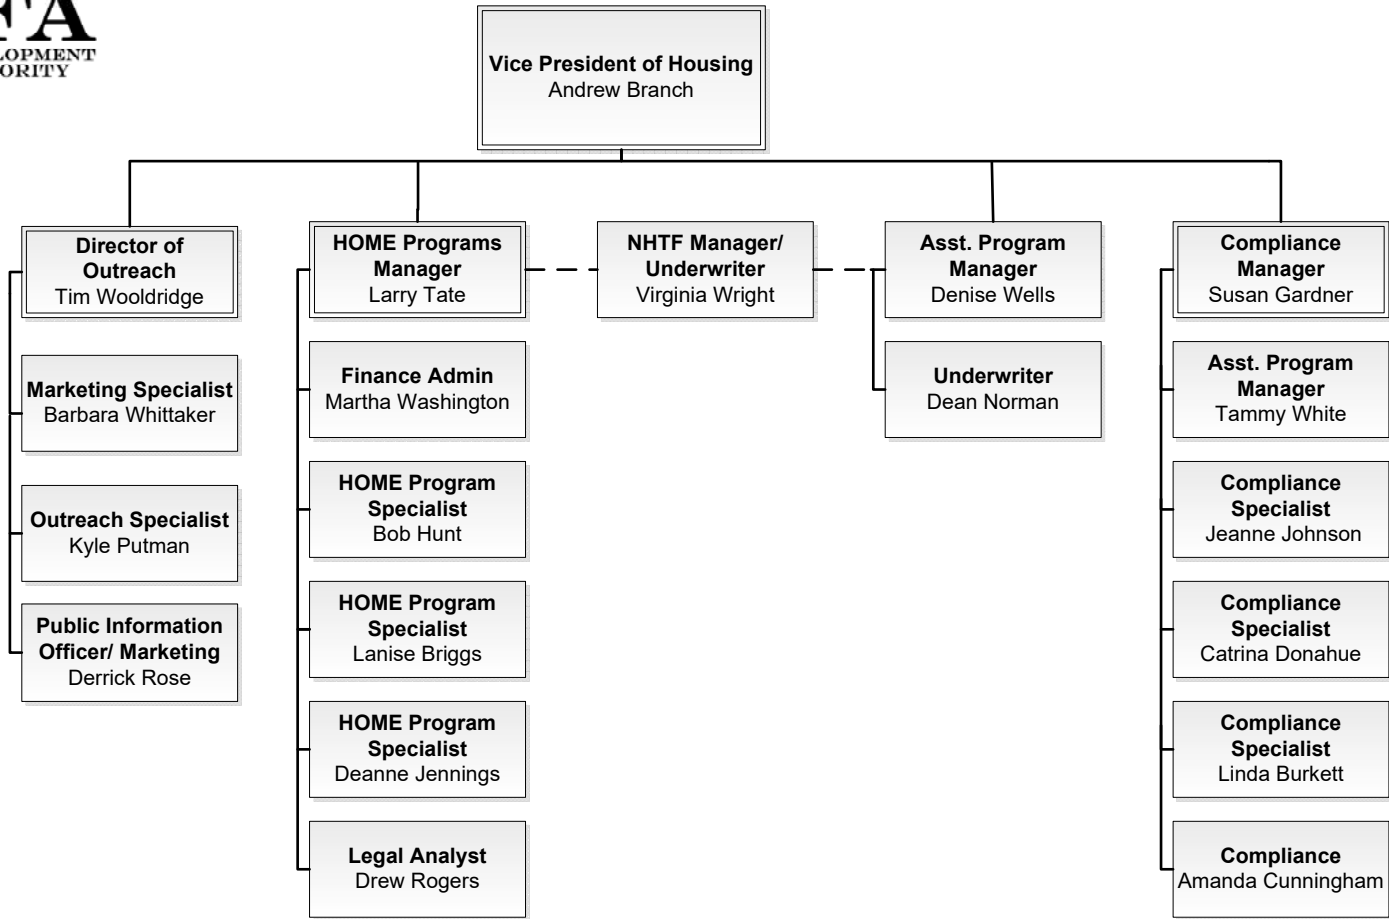 FA
LOPMENT
ORITY
Vice President of Housing
Andrew Branch
Director of
Outreach
Tim Wooldridge
Marketing Specialist
Barbara Whittaker
Outreach Specialist
Kyle Putman
Public Information
Officer/ Marketing
Derrick Rose
HOME Programs
Manager
Larry Tate
Finance Admin
Martha Washington
HOME Program
Specialist
Bob Hunt
HOME Program
Specialist
Lanise Briggs
HOME Program
Specialist
Deanne Jennings
Legal Analyst
Drew Rogers
NHTF Manager/
Underwriter
Virginia Wright
Asst. Program
Manager
Denise Wells
Underwriter
Dean Norman
Compliance
Manager
Susan Gardner
Asst. Program
Manager
Tammy White
Compliance
Specialist
Jeanne Johnson
Compliance
Specialist
Catrina Donahue
Compliance
Specialist
Linda Burkett
Compliance
Amanda Cunningham